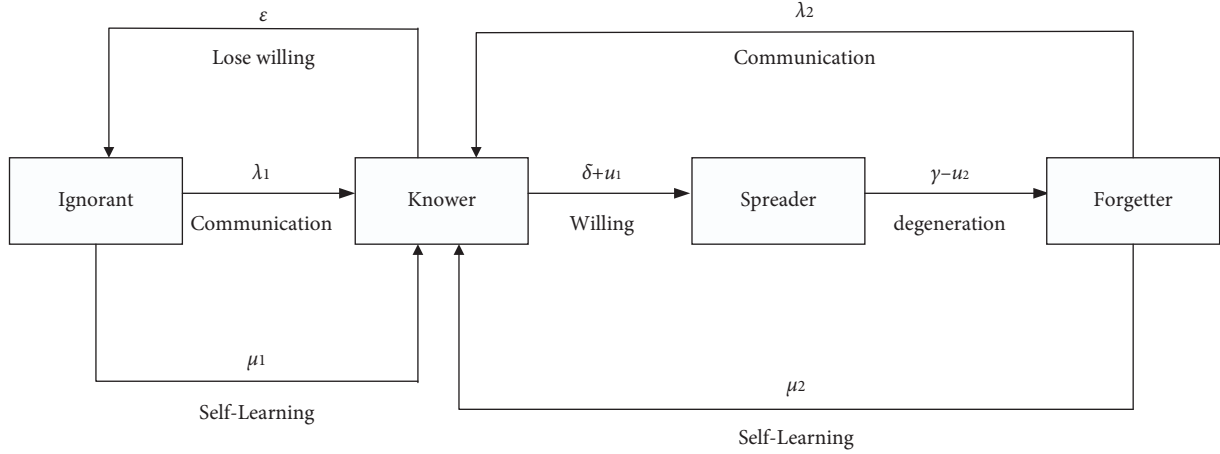 ε
Lose willing
λ2
Communication
Ignorant
λ1
Communication
Knower
δ+u1
Willing
Spreader
γ−u2
degeneration
Forgetter
μ1
Self-Learning
μ2
Self-Learning